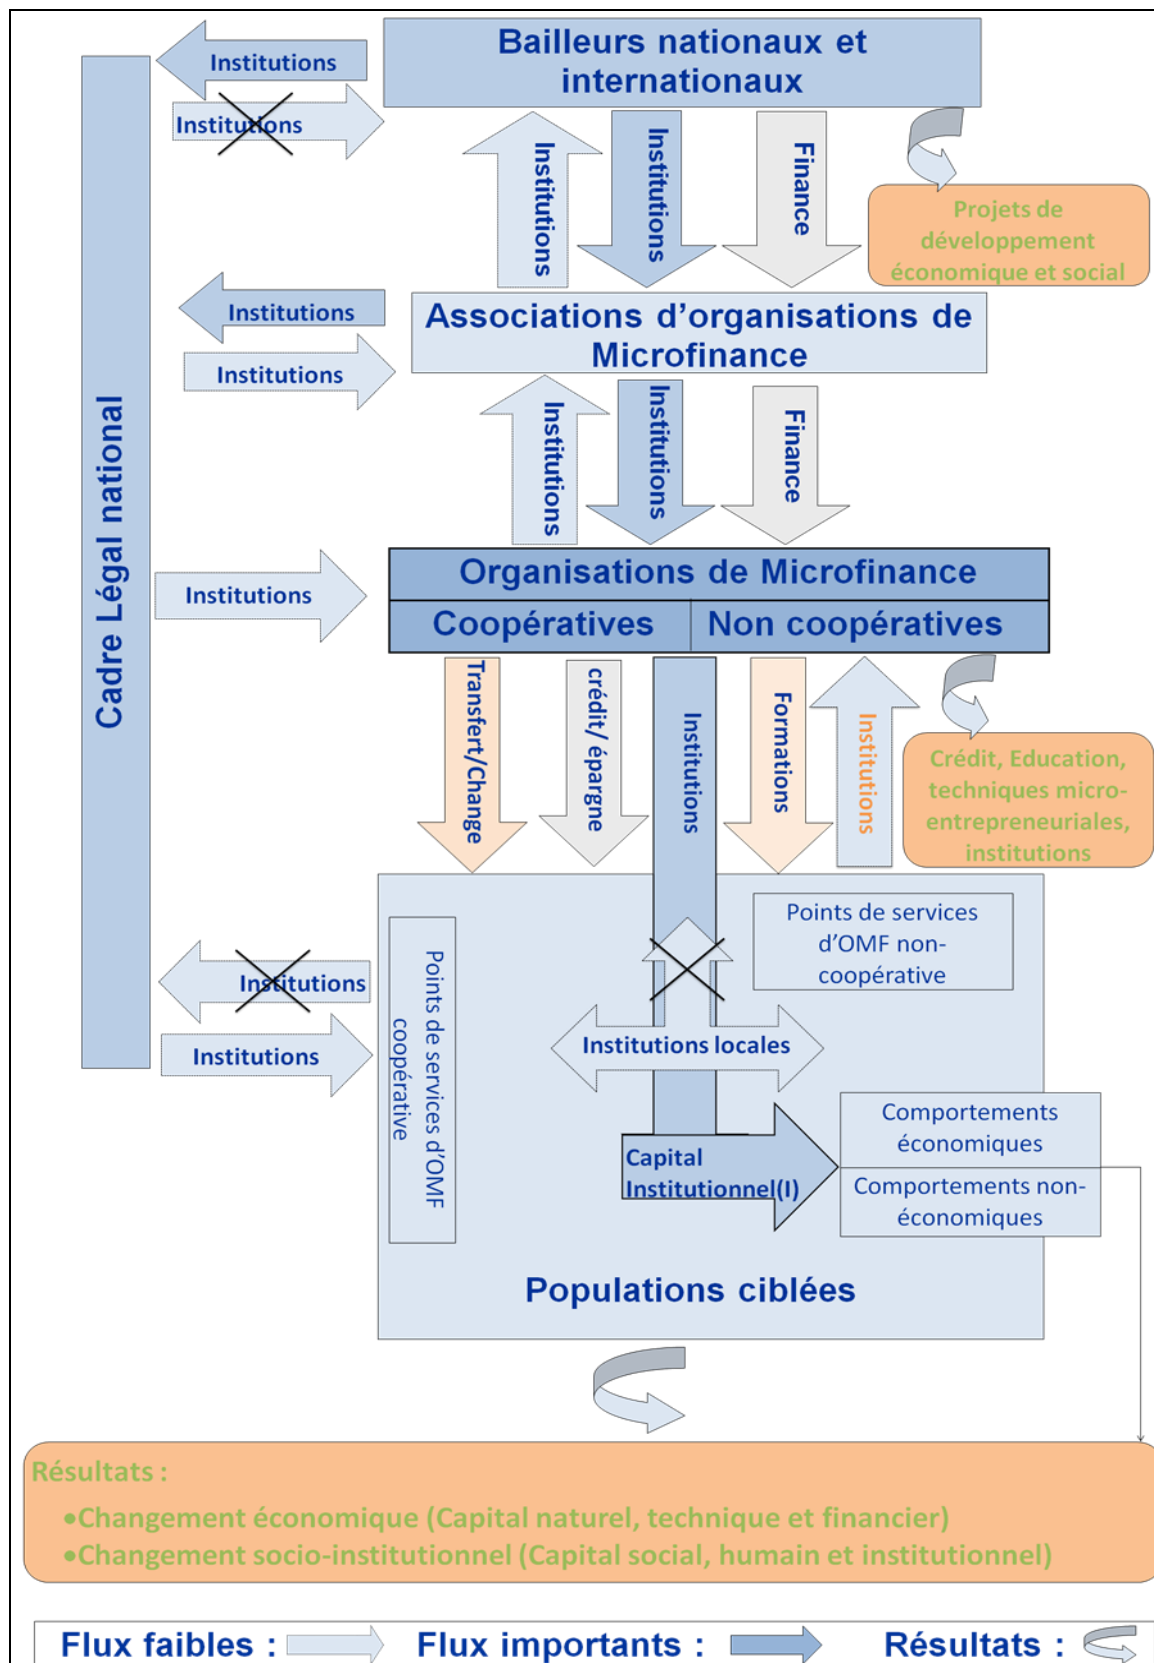 Bailleurs nationaux et
internationaux
Institutions
Institutions
Institutions
Institutions
Finance
Projets de
développement
économique et social
Cadre Légal national
Associations d’organisations de
Microfinance
Institutions
Institutions
Institutions
Institutions
Finance
Organisations de Microfinance
Coopératives
Non coopératives
Institutions
Transfert/Change
crédit/ épargne
Institutions
Formations
Institutions
Crédit, Education,
techniques micro-
entrepreneuriales,
institutions
Points de services d’OMF
coopérative
Points de services
d’OMF non-
coopérative
Institutions
Institutions
Institutions locales
Capital
Institutionnel(I)
Comportements
économiques
Comportements non-
économiques
Populations ciblées
Résultats :
•Changement économique (Capital naturel, technique et financier)
•Changement socio-institutionnel (Capital social, humain et institutionnel)
Flux faibles : Flux importants : Résultats :